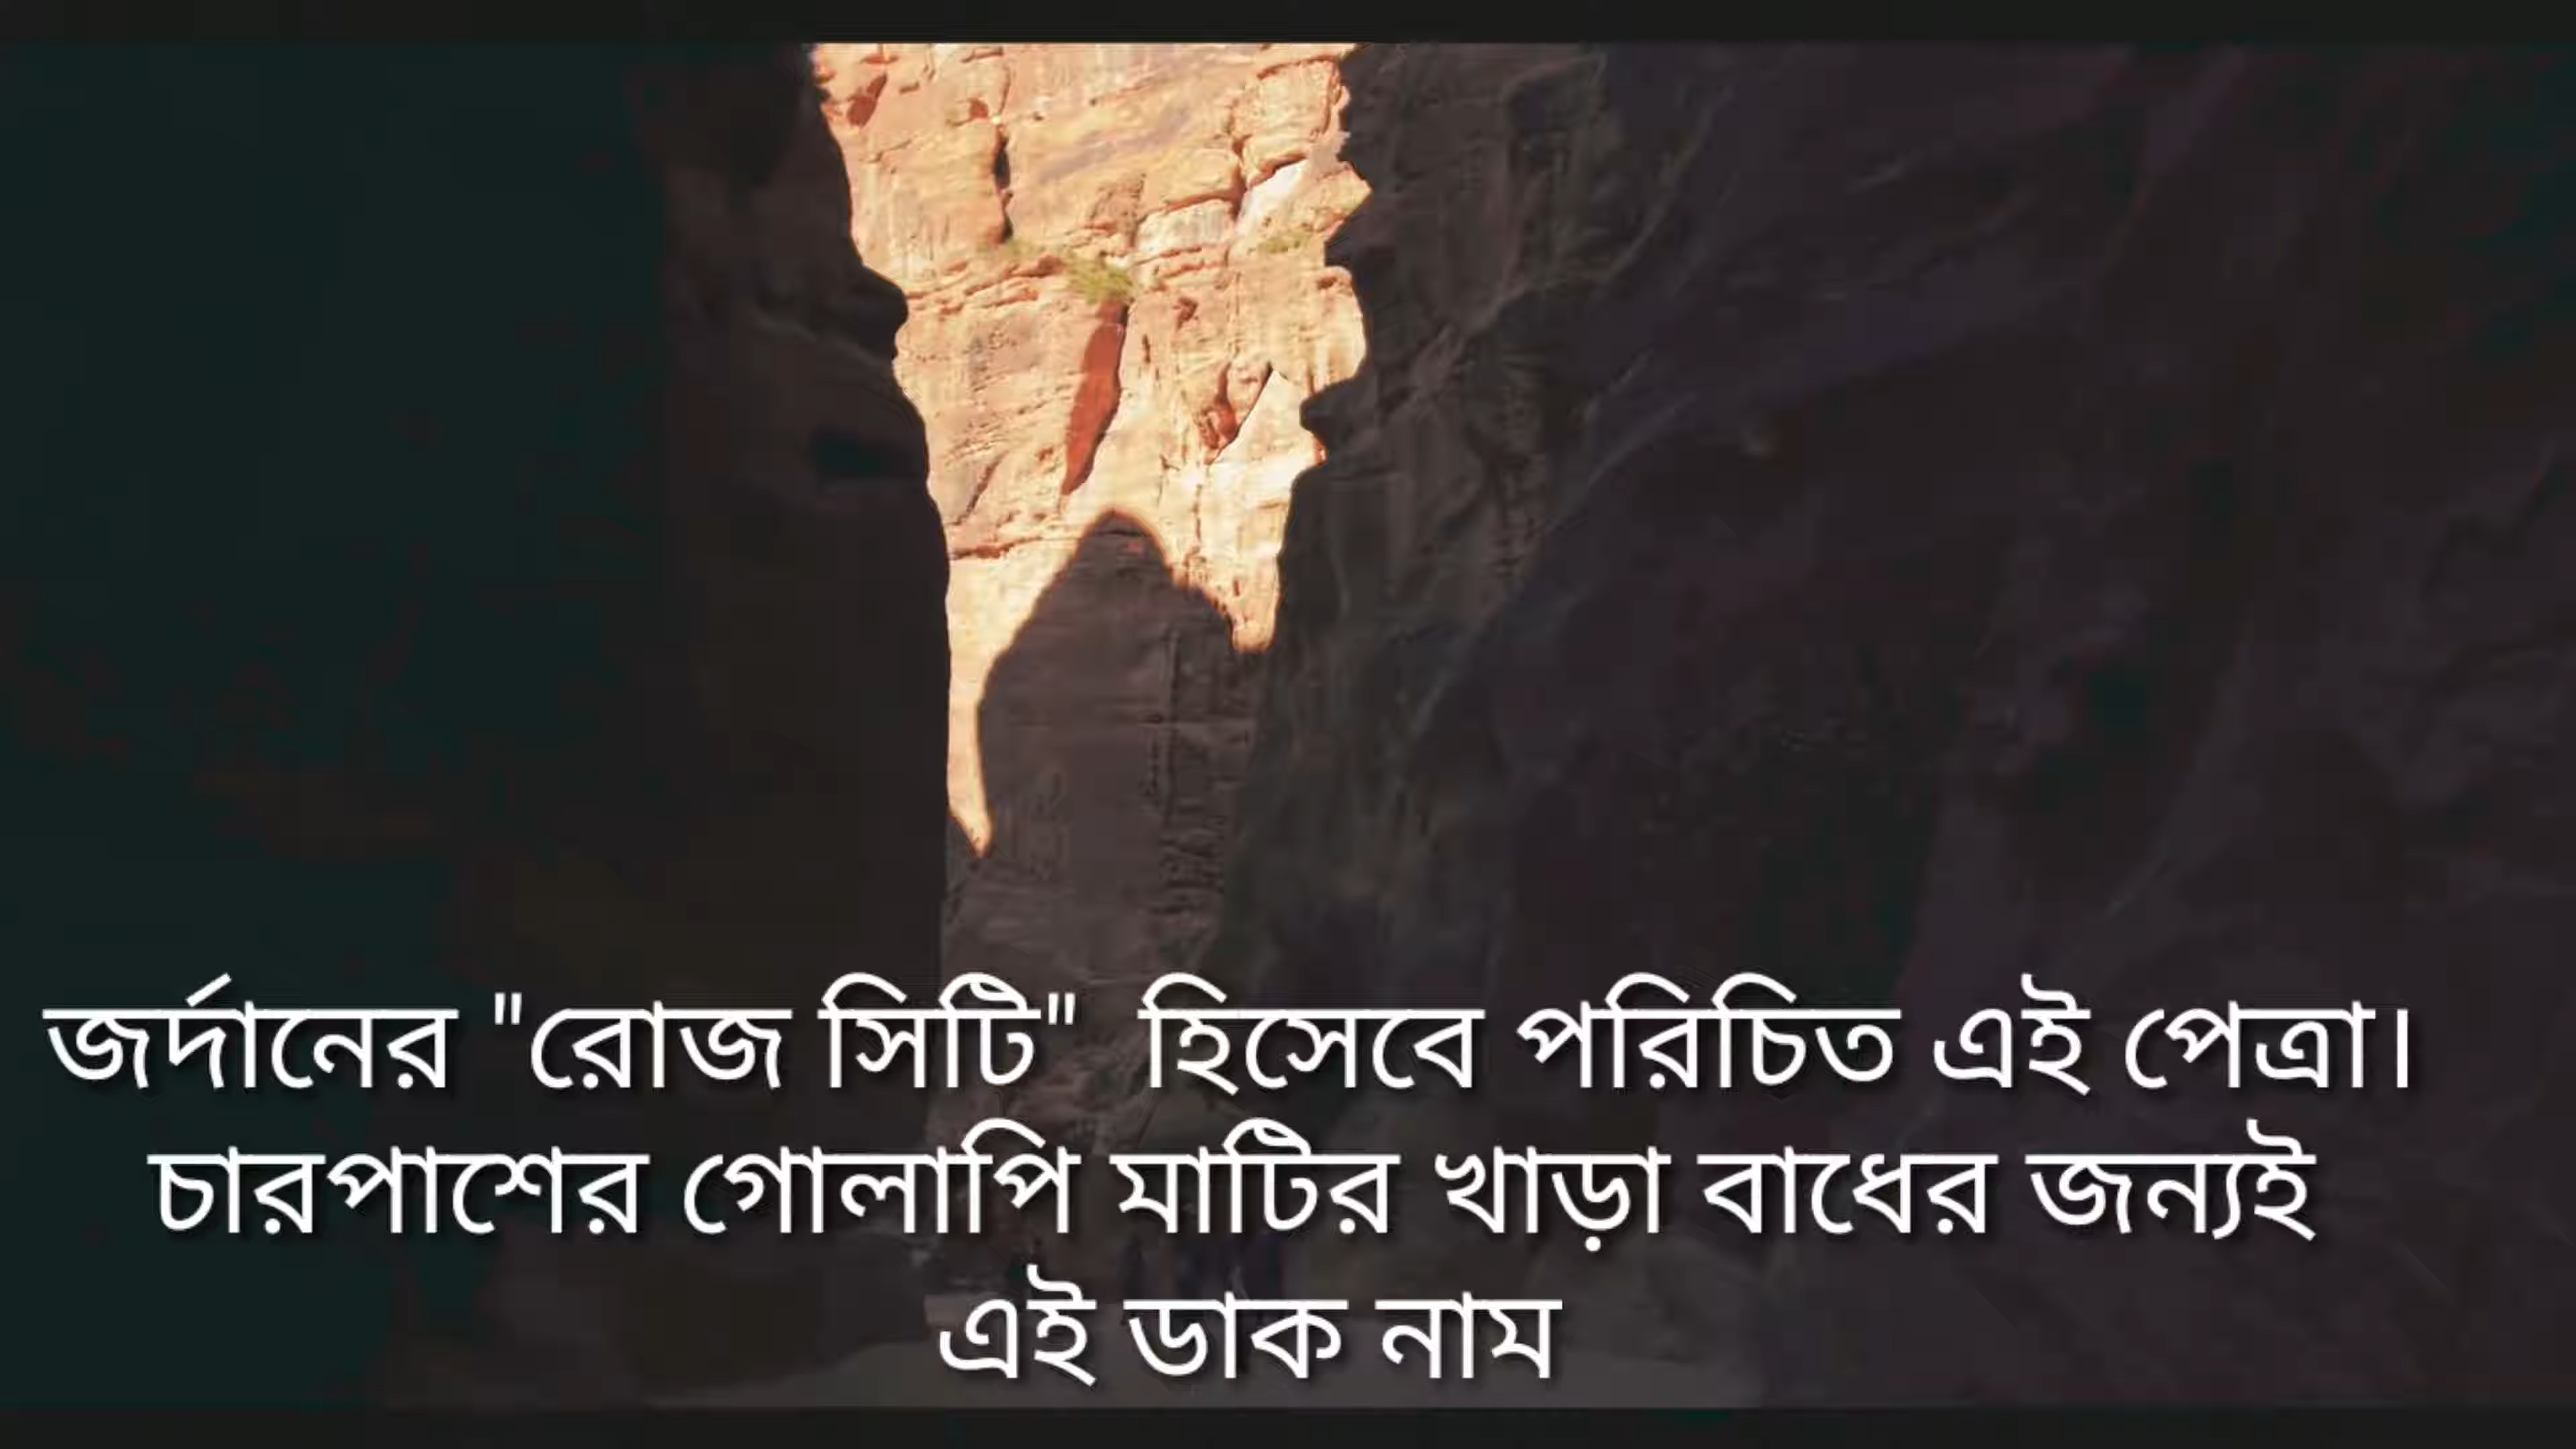 জর্দানের "রোজ সিটি" হিসেবে পরিচিত এই পেত্রা।
চারপাশের গোলাপি মাটির খাড়া বাধের জন্যই
এই ডাক নাম